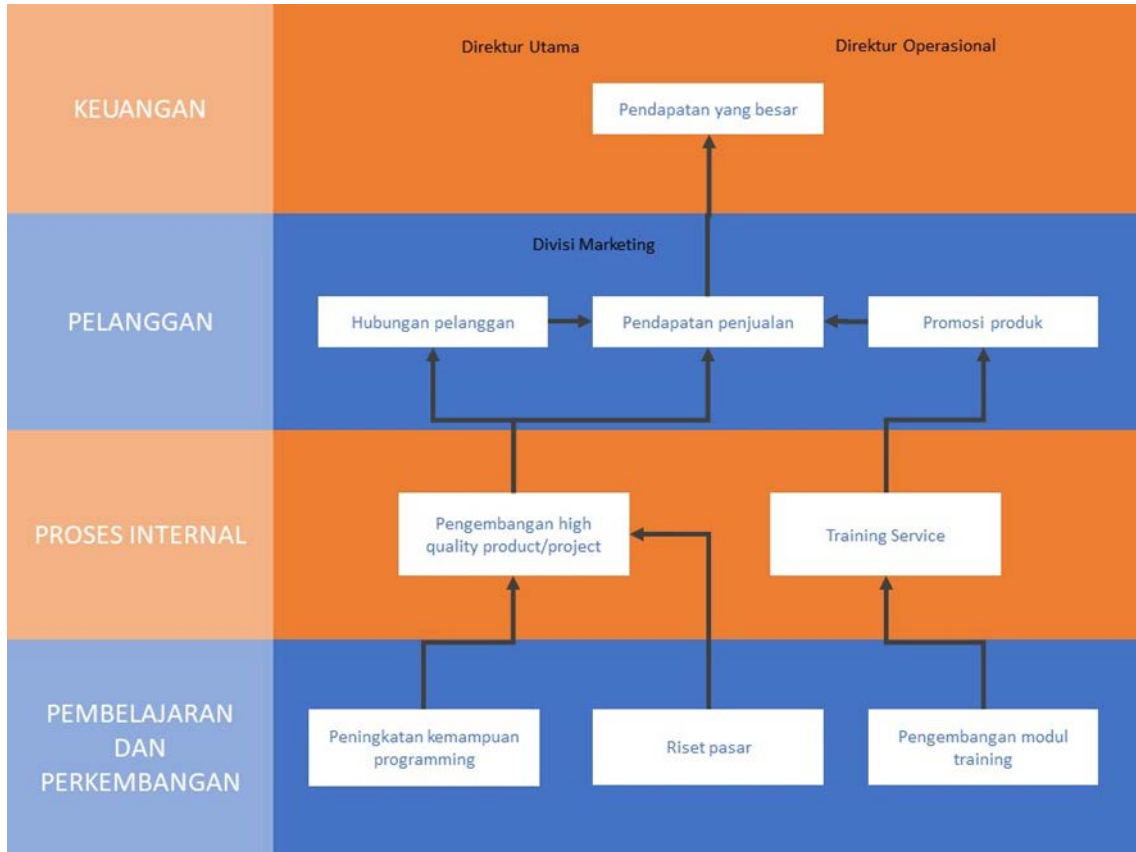 Direktur Utama
Direktur Operasional
KEUANGAN
Pendapatan yang besar
Divisi Marketing
PELANGGAN
Hubungan pelanggan
Pendapatan penjualan
Promosi produk
PROSES INTERNAL
Pengembangan high
quality product/project
Training Service
PEMBELAJARAN
DAN
PERKEMBANGAN
Peningkatan kemampuan
programming
Riset pasar
Pengembangan modul
training